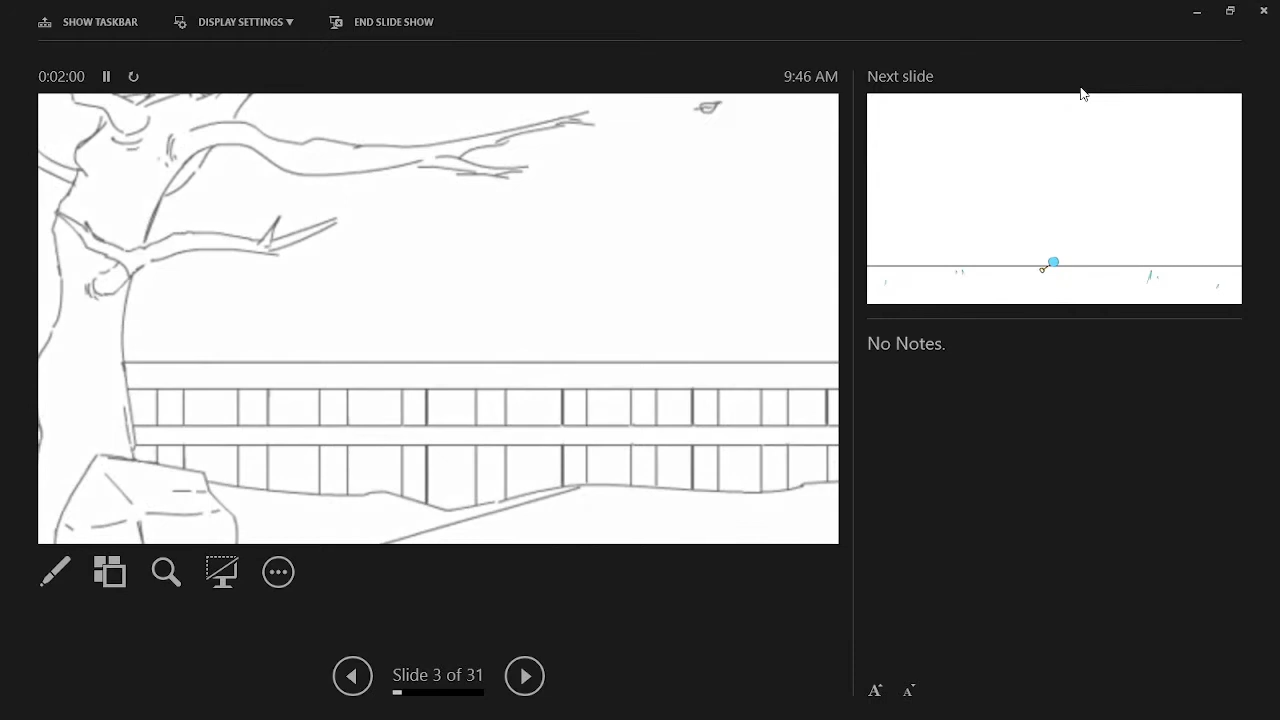 SHOW TASKBAR
DISPLAY SETTINGS ▼
END SLIDE SHOW
0:02:00
9:46 AM
Next slide
No Notes.
Slide 3 of 31
A
A